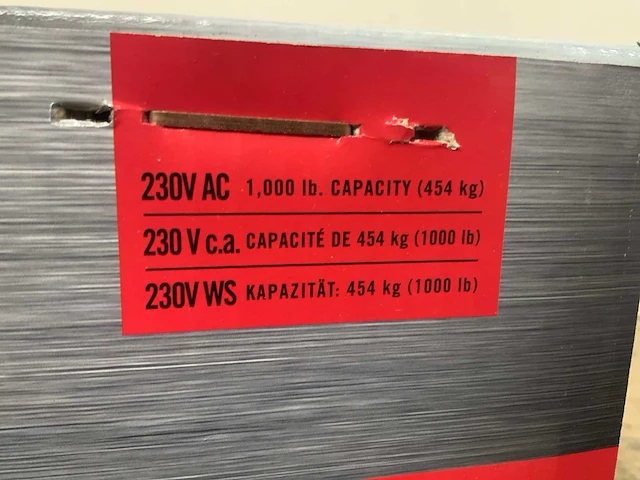 230V AC 1,000 lb. CAPACITY (454 kg)
230 V c.a. CAPACITÉ DE 454 kg (1000 lb)
230V WS KAPAZITÄT: 454 kg (1000 lb)